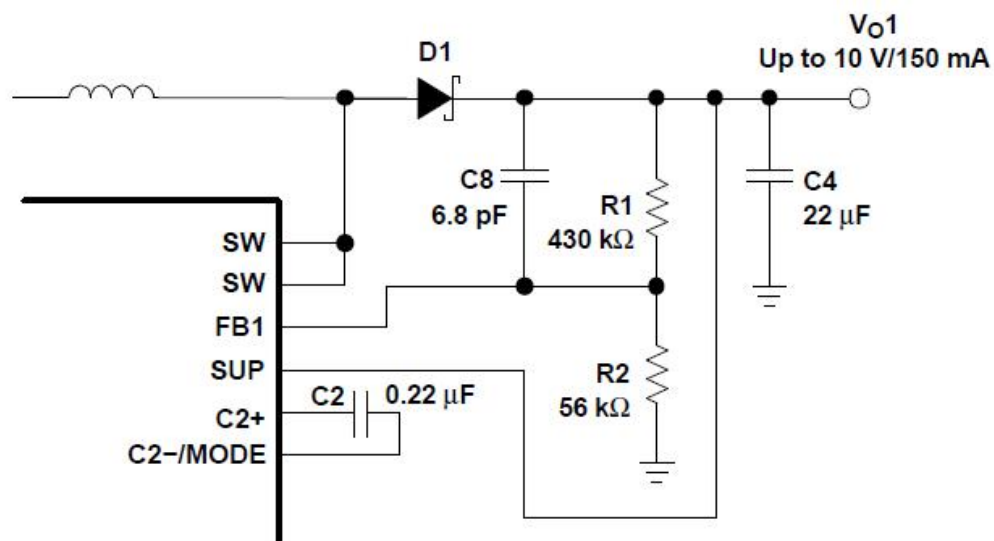 VO1
Up to 10 V/150 mA
D1
C8
6.8 pF
R1
430 kΩ
C4
22 µF
SW
SW
FB1
SUP
C2 0.22 µF
C2+
C2−/MODE
R2
56 kΩ